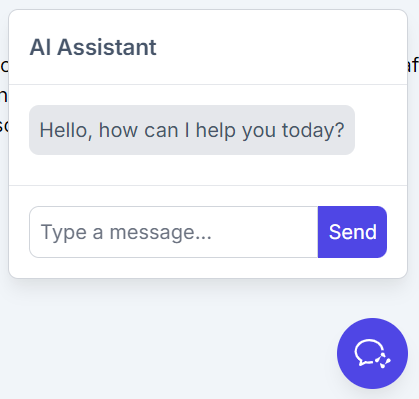 AI Assistant
Hello, how can I help you today?
Type a message...
Send